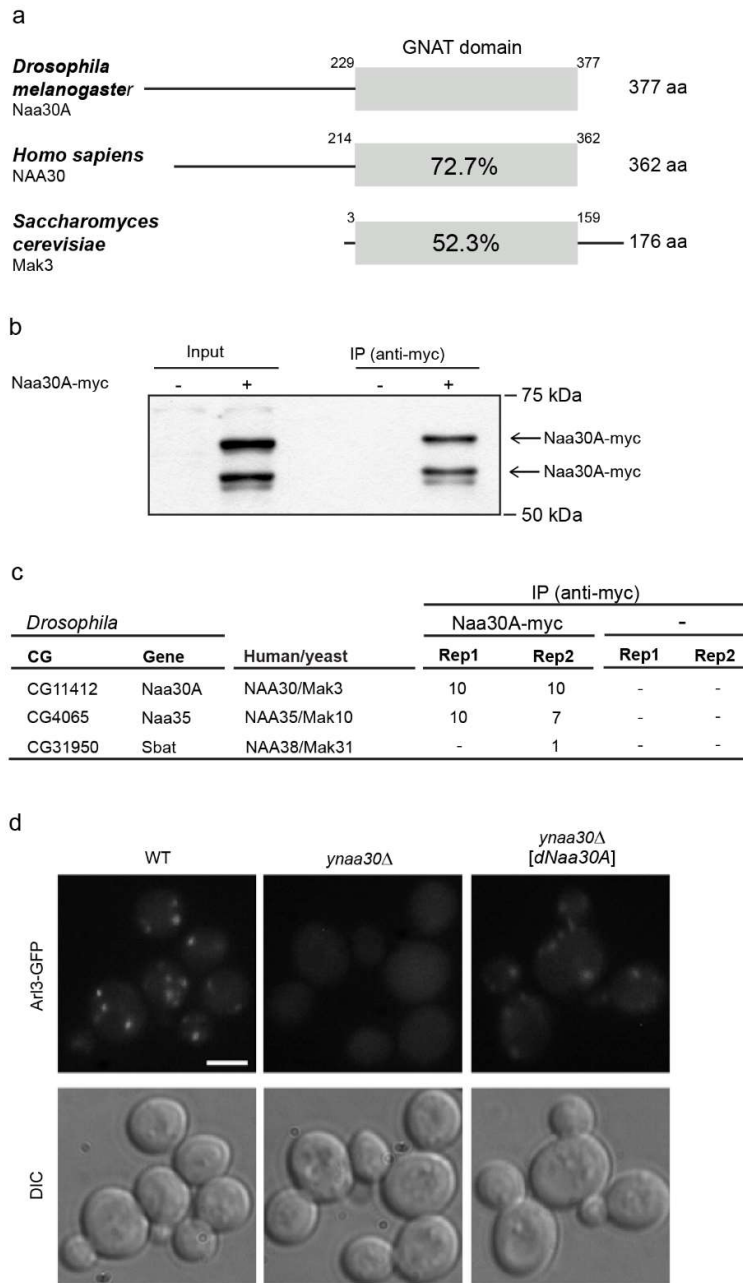 a
GNAT domain
Drosophila melanogaster
Naa30A
229
377
377 aa
Homo sapiens
NAA30
214
362
72.7%
362 aa
Saccharomyces cerevisiae
Mak3
3
159
52.3%
176 aa
b
Input
IP (anti-myc)
Naa30A-myc - + - +
75 kDa
Naa30A-myc
Naa30A-myc
50 kDa
c
IP (anti-myc)
Drosophila Naa30A-myc -
CG Gene Human/yeast Rep1 Rep2 Rep1 Rep2
CG11412 Naa30A NAA30/Mak3 10 10 - -
CG4065 Naa35 NAA35/Mak10 10 7 - -
CG31950 Sbat NAA38/Mak31 - 1 - -
d
WT
ynaa30Δ
ynaa30Δ
[dNaa30A]
Arl3-GFP
DIC